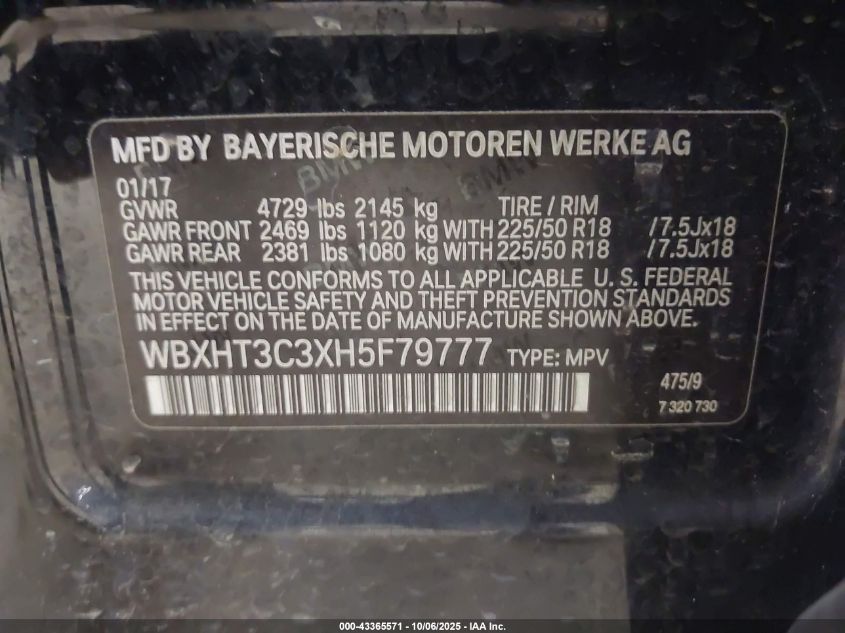 MFD BY BAYERISCHE MOTOREN WERKE AG
01/17
GVWR 4729 lbs 2145 kg TIRE / RIM
GAWR FRONT 2469 lbs 1120 kg WITH 225/50 R18 /7.5Jx18
GAWR REAR 2381 lbs 1080 kg WITH 225/50 R18 /7.5Jx18
THIS VEHICLE CONFORMS TO ALL APPLICABLE U. S. FEDERAL
MOTOR VEHICLE SAFETY AND THEFT PREVENTION STANDARDS
IN EFFECT ON THE DATE OF MANUFACTURE SHOWN ABOVE.
WBXHT3C3XH5F79777 TYPE: MPV
475/9
7 320 730
000-43365571 - 10/06/2025 - IAA Inc.